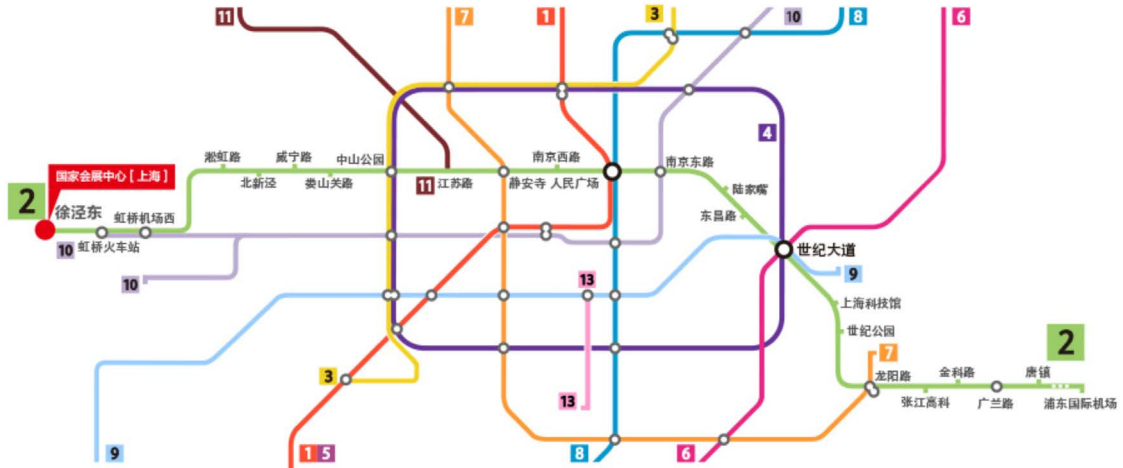 11
7
1
3
10
8
6
4
淞虹路
威宁路
中山公园
南京西路
南京东路
国家会展中心［上海］
北新泾
娄山关路
11
江苏路
静安寺
人民广场
陆家嘴
2
徐泾东
虹桥机场西
东昌路
10
虹桥火车站
世纪大道
10
13
9
上海科技馆
世纪公园
2
7
3
13
龙阳路
金科路
唐镇
张江高科
广兰路
浦东国际机场
9
1
5
8
6